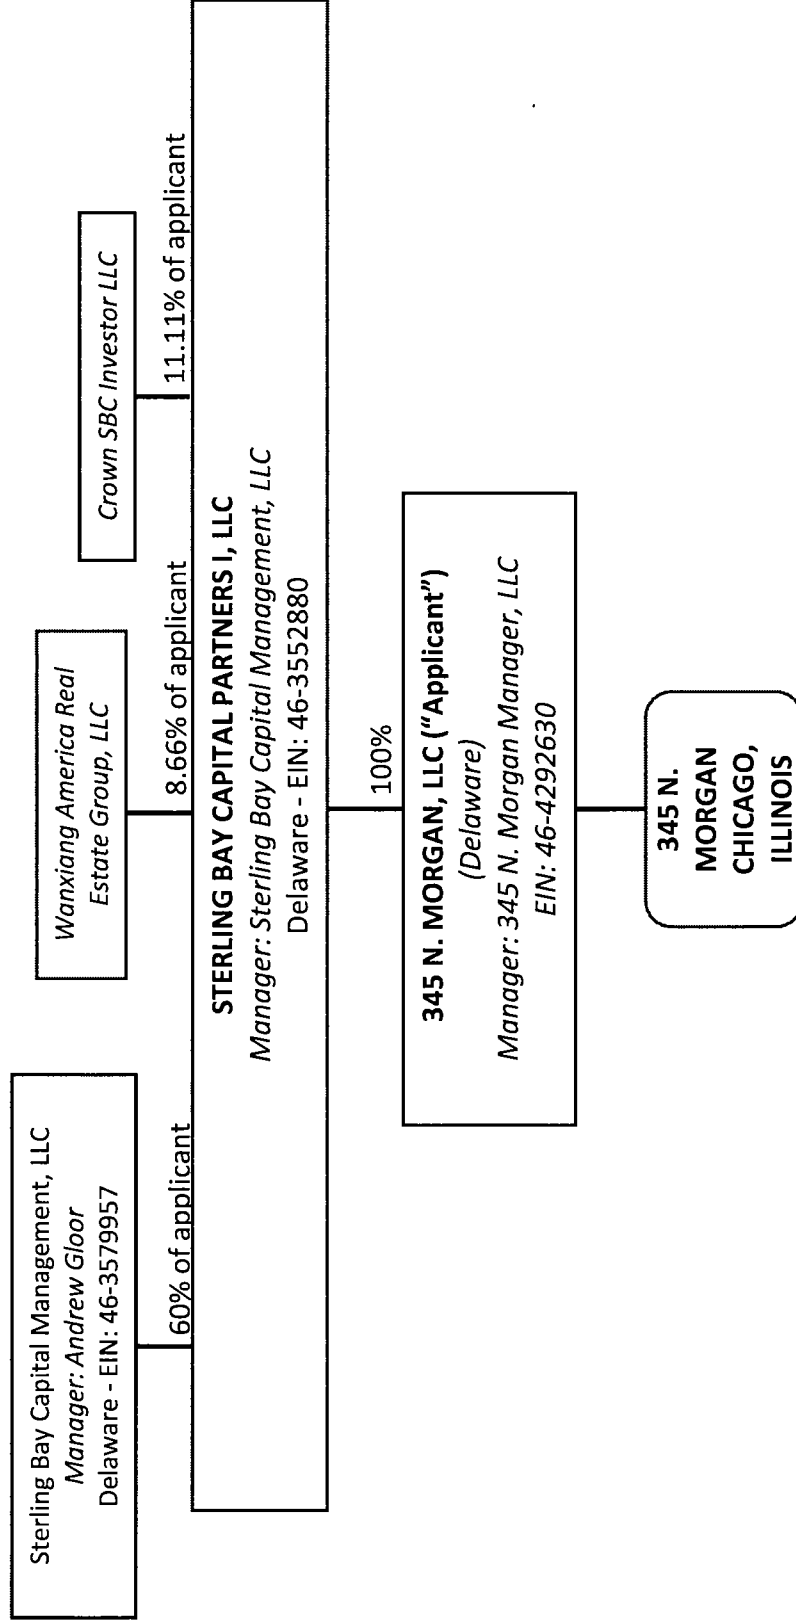 Sterling Bay Capital Management, LLC
Manager: Andrew Gloor
Delaware - EIN: 46-3579957
Wanxiang America Real
Estate Group, LLC
Crown SBC Investor LLC
60% of applicant
8.66% of applicant
11.11% of applicant
STERLING BAY CAPITAL PARTNERS I, LLC
Manager: Sterling Bay Capital Management, LLC
Delaware - EIN: 46-3552880
100%
345 N. MORGAN, LLC (“Applicant”)
(Delaware)
Manager: 345 N. Morgan Manager, LLC
EIN: 46-4292630
345 N.
MORGAN
CHICAGO,
ILLINOIS